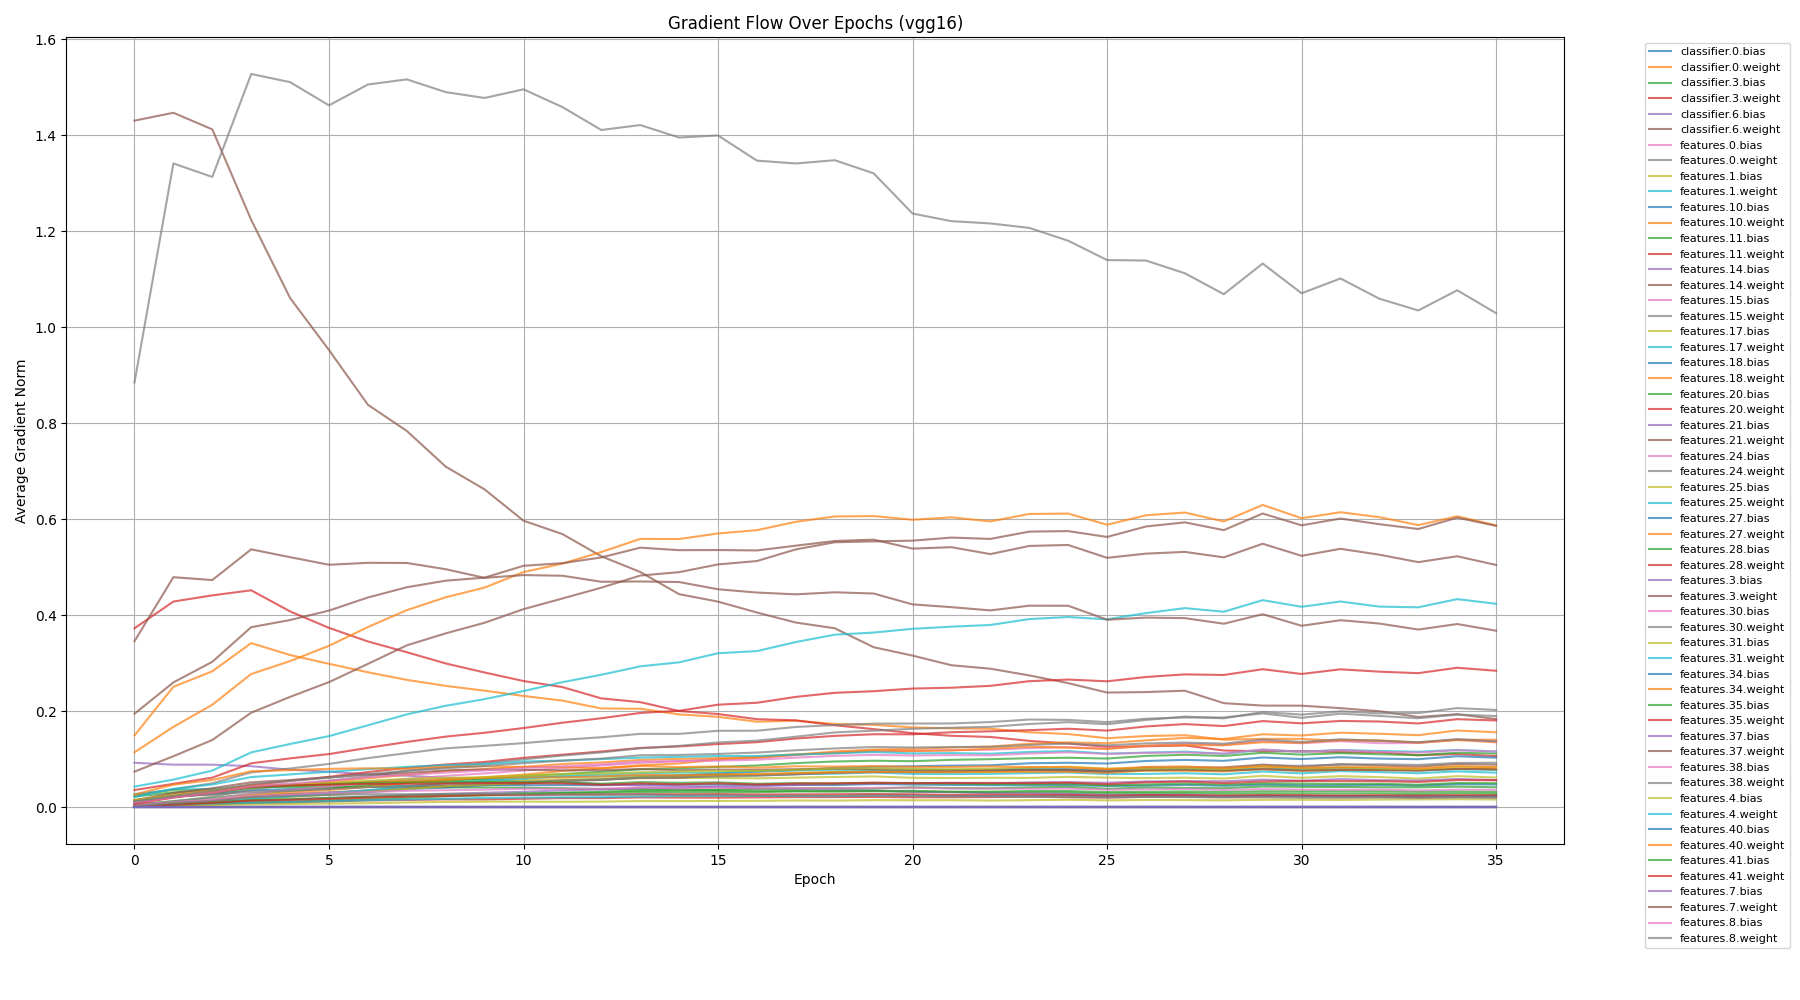 Gradient Flow Over Epochs (vgg16)
1.6
1.4
1.2
1.0
0.8
0.6
0.4
0.2
0.0
Average Gradient Norm
0 5 10 15 20 25 30 35
Epoch
classifier.0.bias
classifier.0.weight
classifier.3.bias
classifier.3.weight
classifier.6.bias
classifier.6.weight
features.0.bias
features.0.weight
features.1.bias
features.1.weight
features.10.bias
features.10.weight
features.11.bias
features.11.weight
features.14.bias
features.14.weight
features.15.bias
features.15.weight
features.17.bias
features.17.weight
features.18.bias
features.18.weight
features.20.bias
features.20.weight
features.21.bias
features.21.weight
features.24.bias
features.24.weight
features.25.bias
features.25.weight
features.27.bias
features.27.weight
features.28.bias
features.28.weight
features.3.bias
features.3.weight
features.30.bias
features.30.weight
features.31.bias
features.31.weight
features.34.bias
features.34.weight
features.35.bias
features.35.weight
features.37.bias
features.37.weight
features.38.bias
features.38.weight
features.4.bias
features.4.weight
features.40.bias
features.40.weight
features.41.bias
features.41.weight
features.7.bias
features.7.weight
features.8.bias
features.8.weight